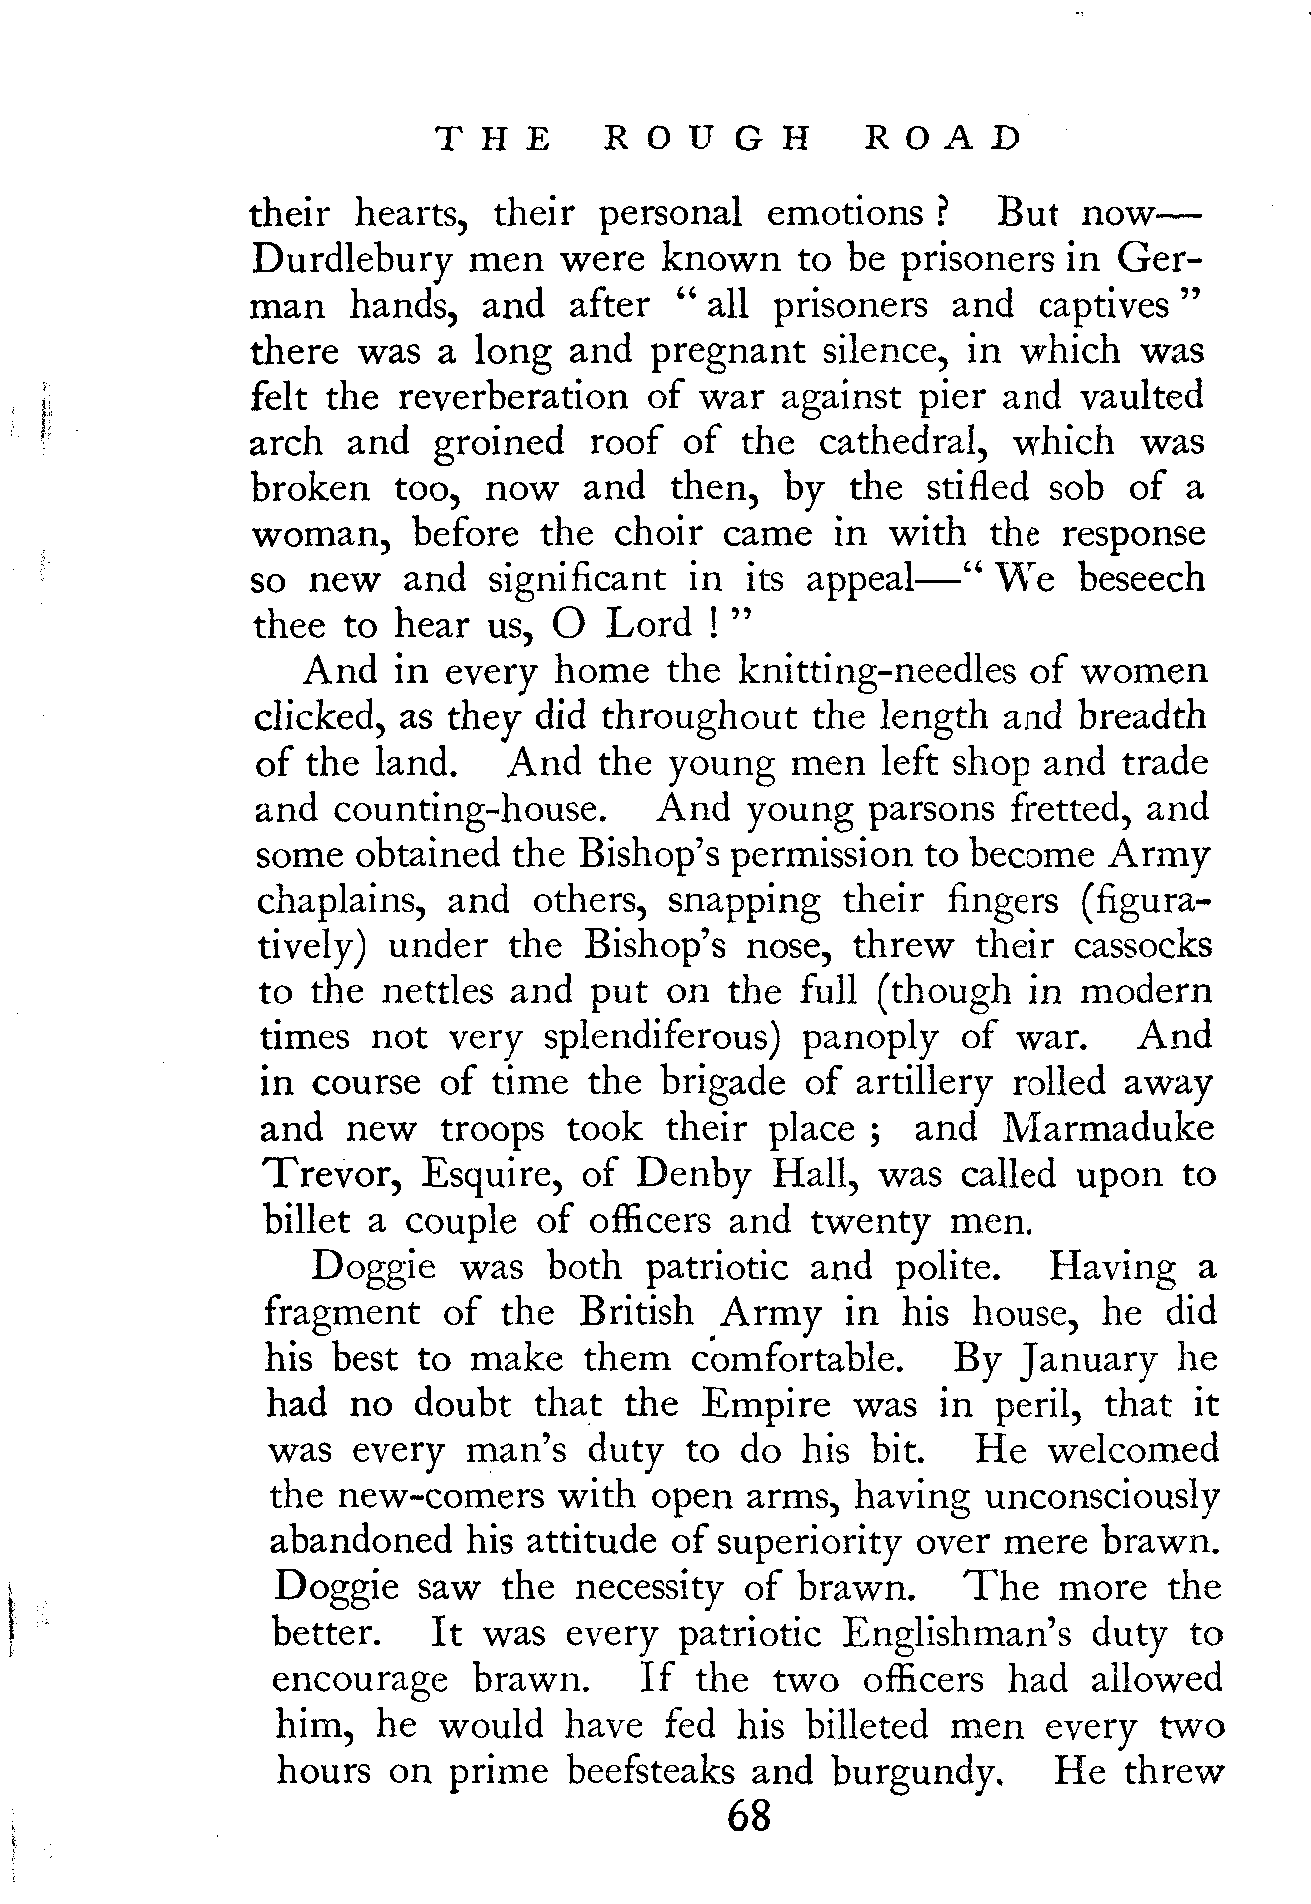 THE ROUGH ROAD
their hearts, their personal emotions ? But now—
Durdlebury men were known to be prisoners in Ger-
man hands, and after “ all prisoners and captives ”
there was a long and pregnant silence, in which was
felt the reverberation of war against pier and vaulted
arch and groined roof of the cathedral, which was
broken too, now and then, by the stifled sob of a
woman, before the choir came in with the response
so new and significant in its appeal—“ We beseech
thee to hear us, O Lord ! ”
And in every home the knitting-needles of women
clicked, as they did throughout the length and breadth
of the land. And the young men left shop and trade
and counting-house. And young parsons fretted, and
some obtained the Bishop’s permission to become Army
chaplains, and others, snapping their fingers (figura-
tively) under the Bishop’s nose, threw their cassocks
to the nettles and put on the full (though in modern
times not very splendiferous) panoply of war. And
in course of time the brigade of artillery rolled away
and new troops took their place ; and Marmaduke
Trevor, Esquire, of Denby Hall, was called upon to
billet a couple of officers and twenty men.
Doggie was both patriotic and polite. Having a
fragment of the British Army in his house, he did
his best to make them comfortable. By January he
had no doubt that the Empire was in peril, that it
was every man’s duty to do his bit. He welcomed
the new-comers with open arms, having unconsciously
abandoned his attitude of superiority over mere brawn.
Doggie saw the necessity of brawn. The more the
better. It was every patriotic Englishman’s duty to
encourage brawn. If the two officers had allowed
him, he would have fed his billeted men every two
hours on prime beefsteaks and burgundy. He threw
68